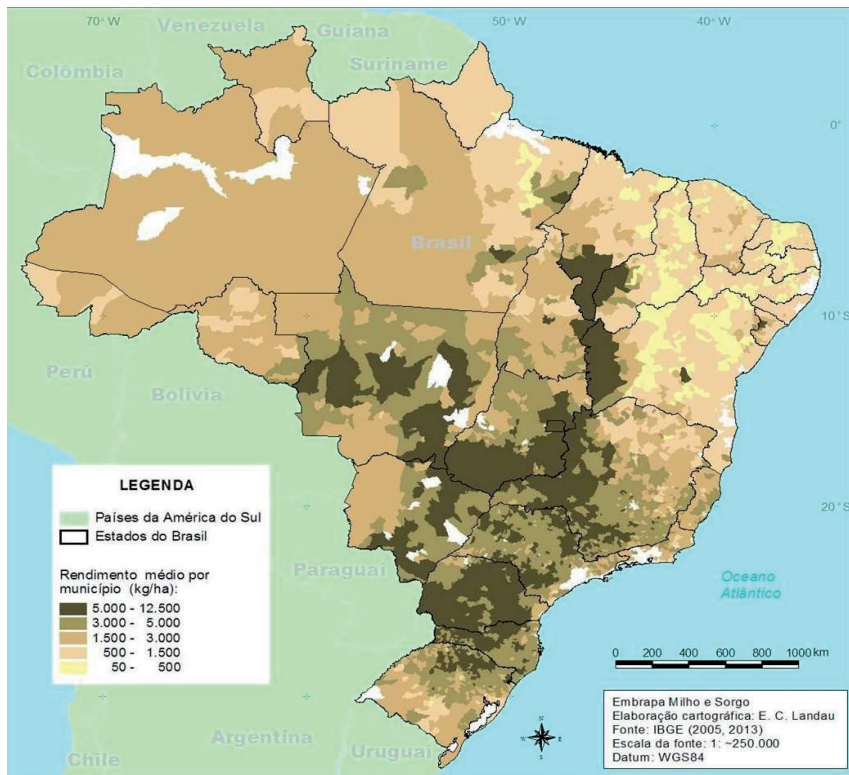 70° W
50° W
40° W
Venezuela
Guiana
Suriname
Colômbia
0°
Brasil
10° S
Perú
Bolívia
LEGENDA
Países da América do Sul
Estados do Brasil
20° S
Rendimento médio por
município (kg/ha):
5.000 - 12.500
3.000 - 5.000
1.500 - 3.000
500 - 1.500
50 - 500
Paraguai
Oceano
Atlântico
0 200 400 600 800 1000 km
Argêntina
Uruguai
Chile
N
E
S
Embrapa Milho e Sorgo
Elaboração cartográfica: E. C. Landau
Fonte: IBGE (2005, 2013)
Escala da fonte: 1: ~250.000
Datum: WGS84